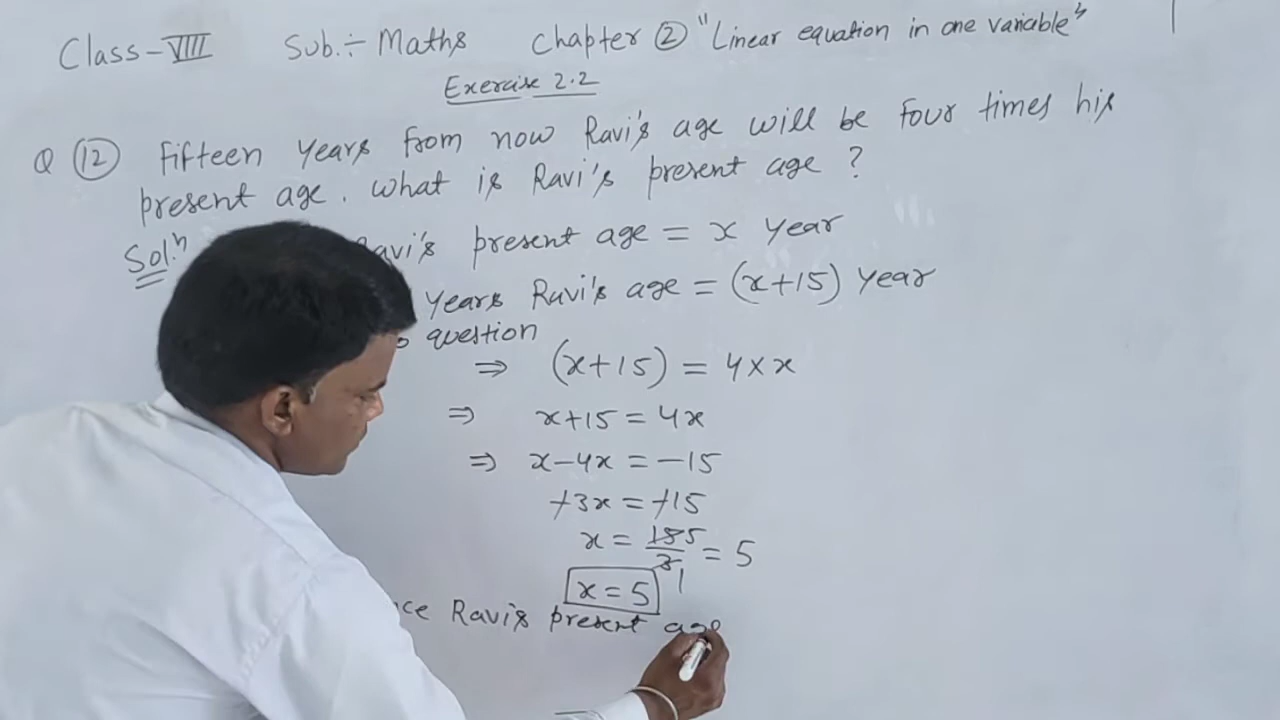 Class-VIII Sub.÷ Maths Chapter ② "Linear equation in one variable"
Exercise 2.2
Q ⑫ Fifteen years from now Ravi's age will be four times his
present age. What is Ravi's present age ?
Sol.ⁿ Ravi's present age = x year
years Ravi's age = (x+15) year
question
⇒ (x+15) = 4×x
⇒ x+15 = 4x
⇒ x-4x = -15
-3x = -15
x = 15/3 = 5
x = 5
Ravi's present age